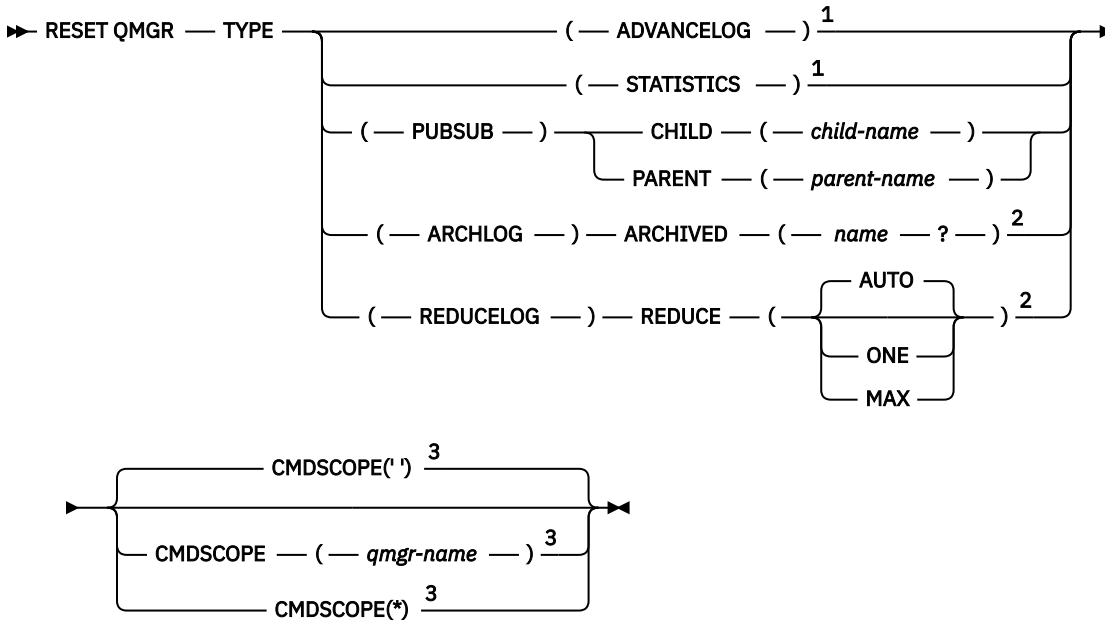 RESET QMGR TYPE ( ADVANCELOG ) 1
( STATISTICS ) 1
( PUBSUB ) CHILD ( child-name )
PARENT ( parent-name )
( ARCHLOG ) ARCHIVED ( name ? ) 2
AUTO
( REDUCELOG ) REDUCE ( ) 2
ONE
MAX
CMDSCOPE(' ') 3
CMDSCOPE ( qmgr-name ) 3
CMDSCOPE(*) 3